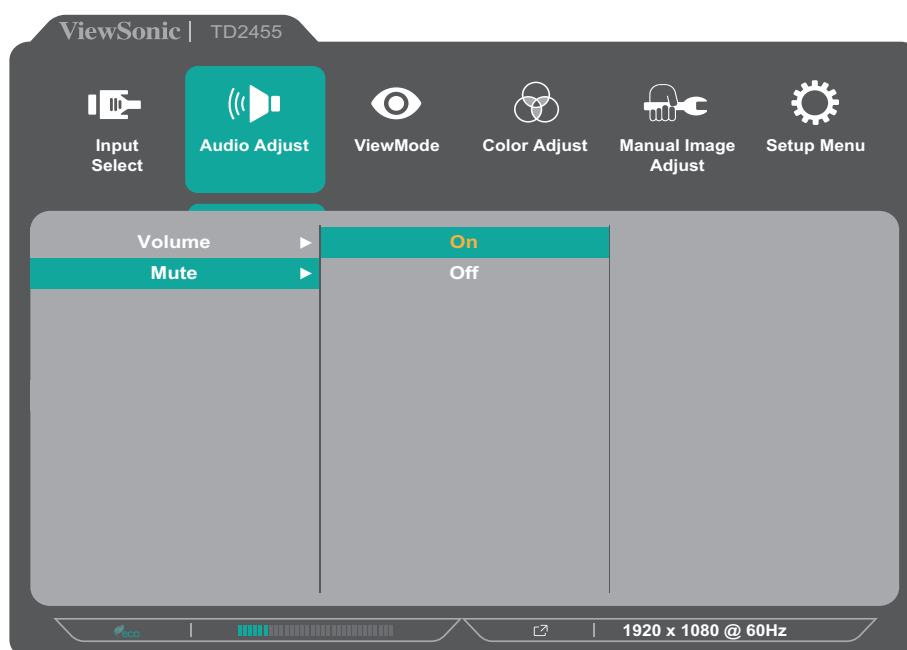 ViewSonic | TD2455
Input Select
Audio Adjust
ViewMode
Color Adjust
Manual Image Adjust
Setup Menu
Volume
On
Mute
Off
eco
1920 x 1080 @ 60Hz